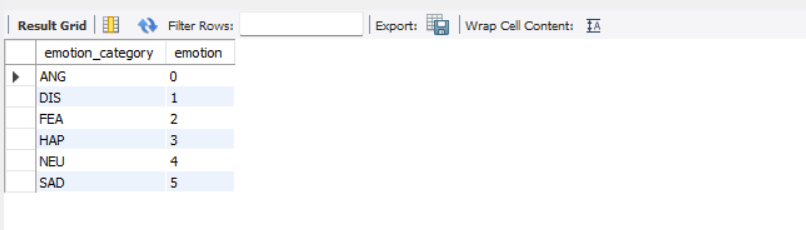 Result Grid Filter Rows: Export: Wrap Cell Content:
emotion_category emotion
ANG 0
DIS 1
FEA 2
HAP 3
NEU 4
SAD 5